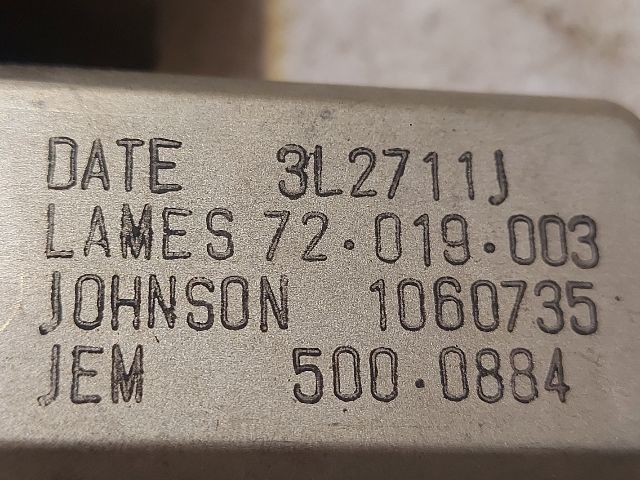 DATE 3L2711J
LAMES 72.019.003
JOHNSON 1060735
JEM 500.0884